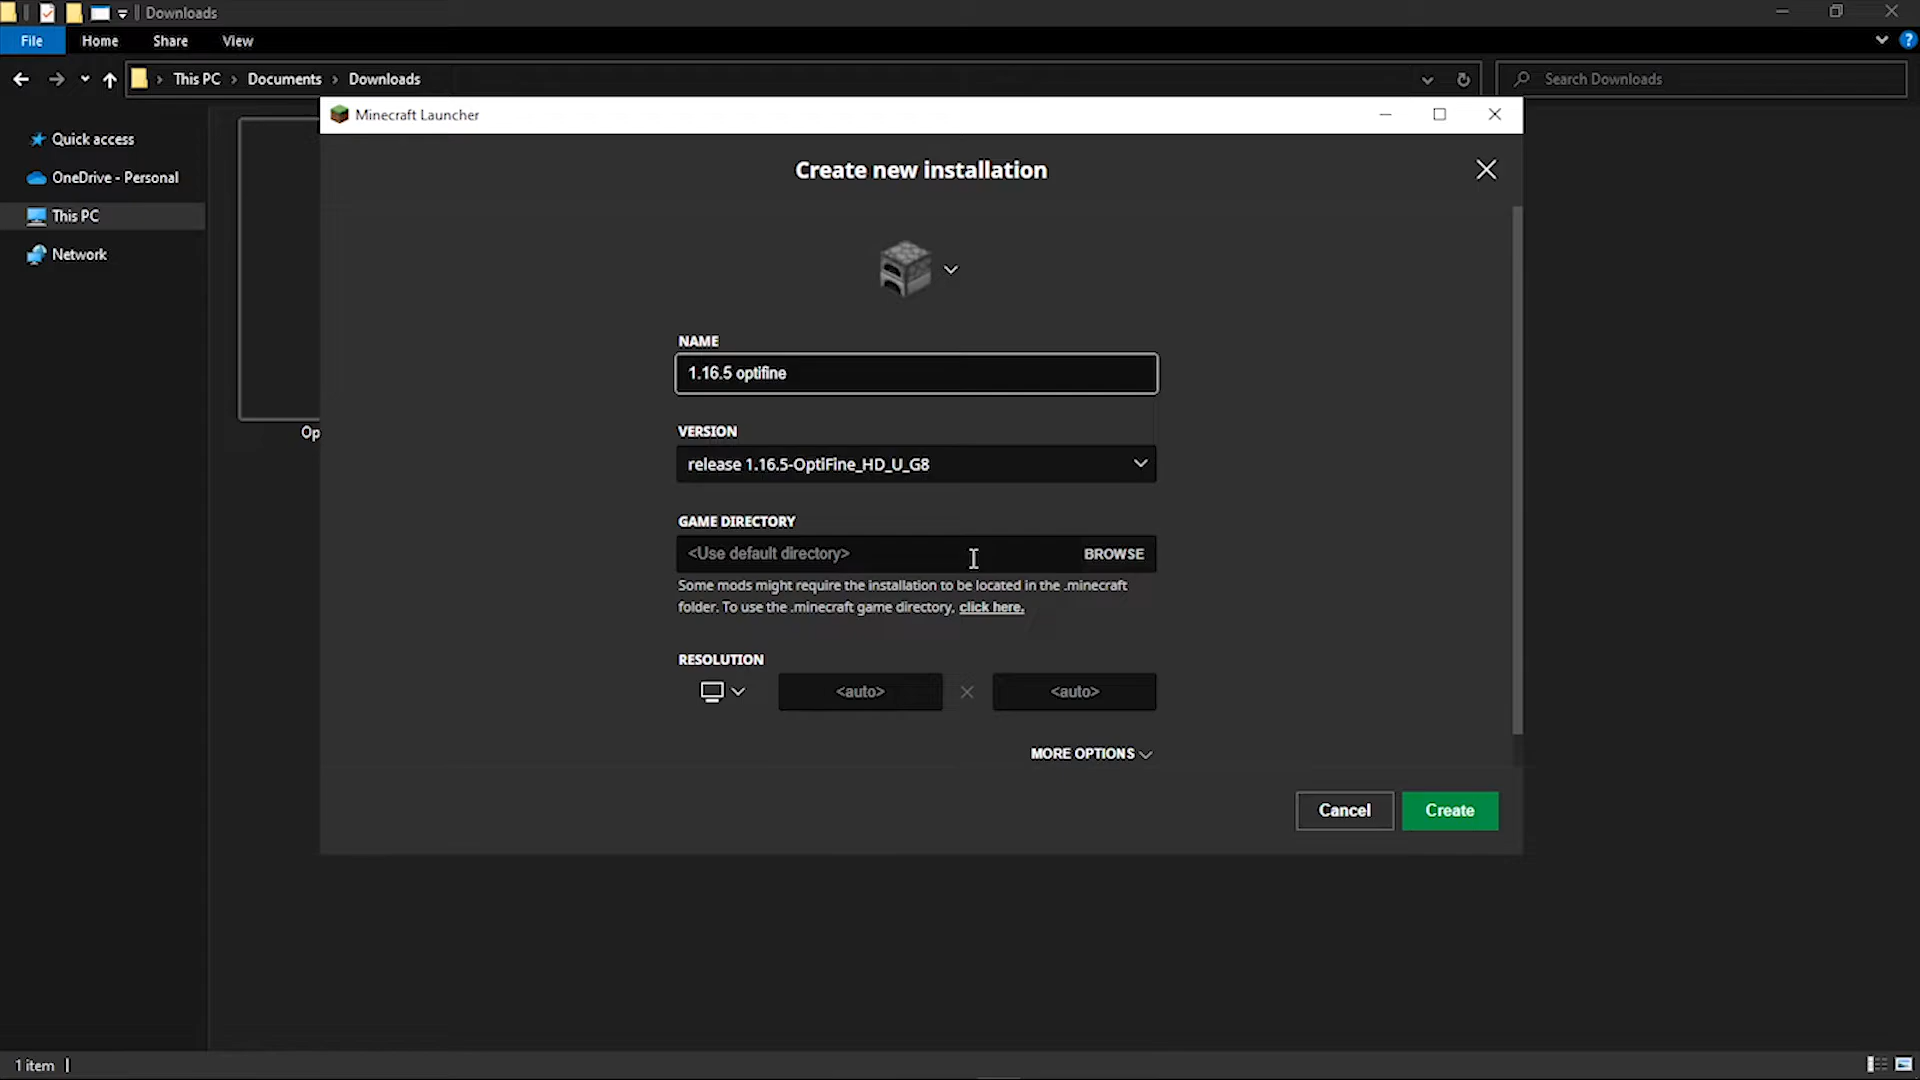 Downloads
File Home Share View
This PC Documents Downloads
Search Downloads
Minecraft Launcher
Quick access
OneDrive - Personal
This PC
Network
Op
Create new installation
NAME
1.16.5 optifine
VERSION
release 1.16.5-OptiFine_HD_U_G8
GAME DIRECTORY
<Use default directory> BROWSE
Some mods might require the installation to be located in the .minecraft
folder. To use the .minecraft game directory, click here.
RESOLUTION
<auto> <auto>
MORE OPTIONS
Cancel Create
1 item